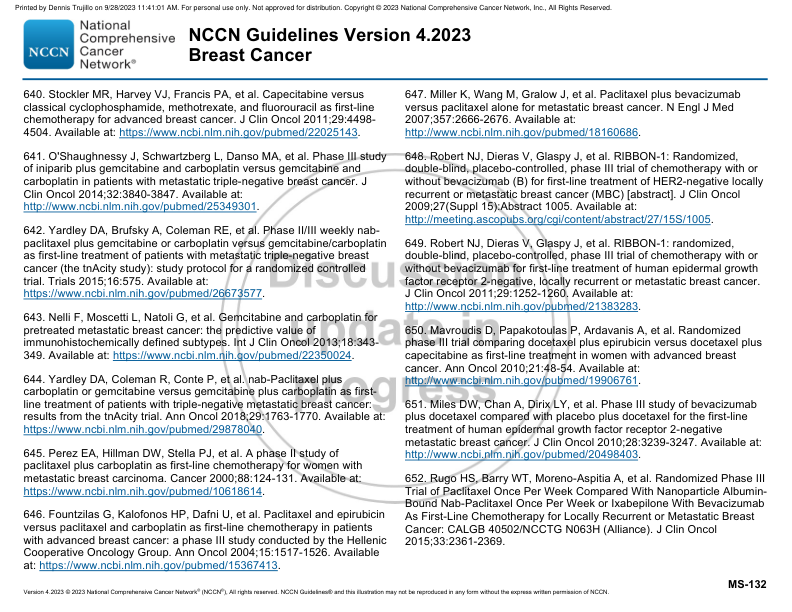 Printed by Dennis Trujillo on 9/28/2023 11:41:01 AM. For personal use only. Not approved for distribution. Copyright © 2023 National Comprehensive Cancer Network, Inc., All Rights Reserved.
NCCN
National
Comprehensive
Cancer
Network®
NCCN Guidelines Version 4.2023
Breast Cancer
640. Stockler MR, Harvey VJ, Francis PA, et al. Capecitabine versus
classical cyclophosphamide, methotrexate, and fluorouracil as first-line
chemotherapy for advanced breast cancer. J Clin Oncol 2011;29:4498-
4504. Available at: https://www.ncbi.nlm.nih.gov/pubmed/22025143.
641. O'Shaughnessy J, Schwartzberg L, Danso MA, et al. Phase III study
of iniparib plus gemcitabine and carboplatin versus gemcitabine and
carboplatin in patients with metastatic triple-negative breast cancer. J
Clin Oncol 2014;32:3840-3847. Available at:
http://www.ncbi.nlm.nih.gov/pubmed/25349301.
642. Yardley DA, Brufsky A, Coleman RE, et al. Phase II/III weekly nab-
paclitaxel plus gemcitabine or carboplatin versus gemcitabine/carboplatin
as first-line treatment of patients with metastatic triple-negative breast
cancer (the tnAcity study): study protocol for a randomized controlled
trial. Trials 2015;16:575. Available at:
https://www.ncbi.nlm.nih.gov/pubmed/26673577.
643. Nelli F, Moscetti L, Natoli G, et al. Gemcitabine and carboplatin for
pretreated metastatic breast cancer: the predictive value of
immunohistochemically defined subtypes. Int J Clin Oncol 2013;18:343-
349. Available at: https://www.ncbi.nlm.nih.gov/pubmed/22350024.
644. Yardley DA, Coleman R, Conte P, et al. nab-Paclitaxel plus
carboplatin or gemcitabine versus gemcitabine plus carboplatin as first-
line treatment of patients with triple-negative metastatic breast cancer:
results from the tnAcity trial. Ann Oncol 2018;29:1763-1770. Available at:
https://www.ncbi.nlm.nih.gov/pubmed/29878040.
645. Perez EA, Hillman DW, Stella PJ, et al. A phase II study of
paclitaxel plus carboplatin as first-line chemotherapy for women with
metastatic breast carcinoma. Cancer 2000;88:124-131. Available at:
https://www.ncbi.nlm.nih.gov/pubmed/10618614.
646. Fountzilas G, Kalofonos HP, Dafni U, et al. Paclitaxel and epirubicin
versus paclitaxel and carboplatin as first-line chemotherapy in patients
with advanced breast cancer: a phase III study conducted by the Hellenic
Cooperative Oncology Group. Ann Oncol 2004;15:1517-1526. Available
at: https://www.ncbi.nlm.nih.gov/pubmed/15367413.
647. Miller K, Wang M, Gralow J, et al. Paclitaxel plus bevacizumab
versus paclitaxel alone for metastatic breast cancer. N Engl J Med
2007;357:2666-2676. Available at:
http://www.ncbi.nlm.nih.gov/pubmed/18160686.
648. Robert NJ, Dieras V, Glaspy J, et al. RIBBON-1: Randomized,
double-blind, placebo-controlled, phase III trial of chemotherapy with or
without bevacizumab (B) for first-line treatment of HER2-negative locally
recurrent or metastatic breast cancer (MBC) [abstract]. J Clin Oncol
2009;27(Suppl 15):Abstract 1005. Available at:
http://meeting.ascopubs.org/cgi/content/abstract/27/15S/1005.
649. Robert NJ, Dieras V, Glaspy J, et al. RIBBON-1: randomized,
double-blind, placebo-controlled, phase III trial of chemotherapy with or
without bevacizumab for first-line treatment of human epidermal growth
factor receptor 2-negative, locally recurrent or metastatic breast cancer.
J Clin Oncol 2011;29:1252-1260. Available at:
http://www.ncbi.nlm.nih.gov/pubmed/21383283.
650. Mavroudis D, Papakotoulas P, Ardavanis A, et al. Randomized
phase III trial comparing docetaxel plus epirubicin versus docetaxel plus
capecitabine as first-line treatment in women with advanced breast
cancer. Ann Oncol 2010;21:48-54. Available at:
http://www.ncbi.nlm.nih.gov/pubmed/19906761.
651. Miles DW, Chan A, Dirix LY, et al. Phase III study of bevacizumab
plus docetaxel compared with placebo plus docetaxel for the first-line
treatment of human epidermal growth factor receptor 2-negative
metastatic breast cancer. J Clin Oncol 2010;28:3239-3247. Available at:
http://www.ncbi.nlm.nih.gov/pubmed/20498403.
652. Rugo HS, Barry WT, Moreno-Aspitia A, et al. Randomized Phase III
Trial of Paclitaxel Once Per Week Compared With Nanoparticle Albumin-
Bound Nab-Paclitaxel Once Per Week or Ixabepilone With Bevacizumab
As First-Line Chemotherapy for Locally Recurrent or Metastatic Breast
Cancer: CALGB 40502/NCCTG N063H (Alliance). J Clin Oncol
2015;33:2361-2369.
Discussion
update in
progress
MS-132
Version 4.2023 © 2023 National Comprehensive Cancer Network® (NCCN®), All rights reserved. NCCN Guidelines® and this illustration may not be reproduced in any form without the express written permission of NCCN.